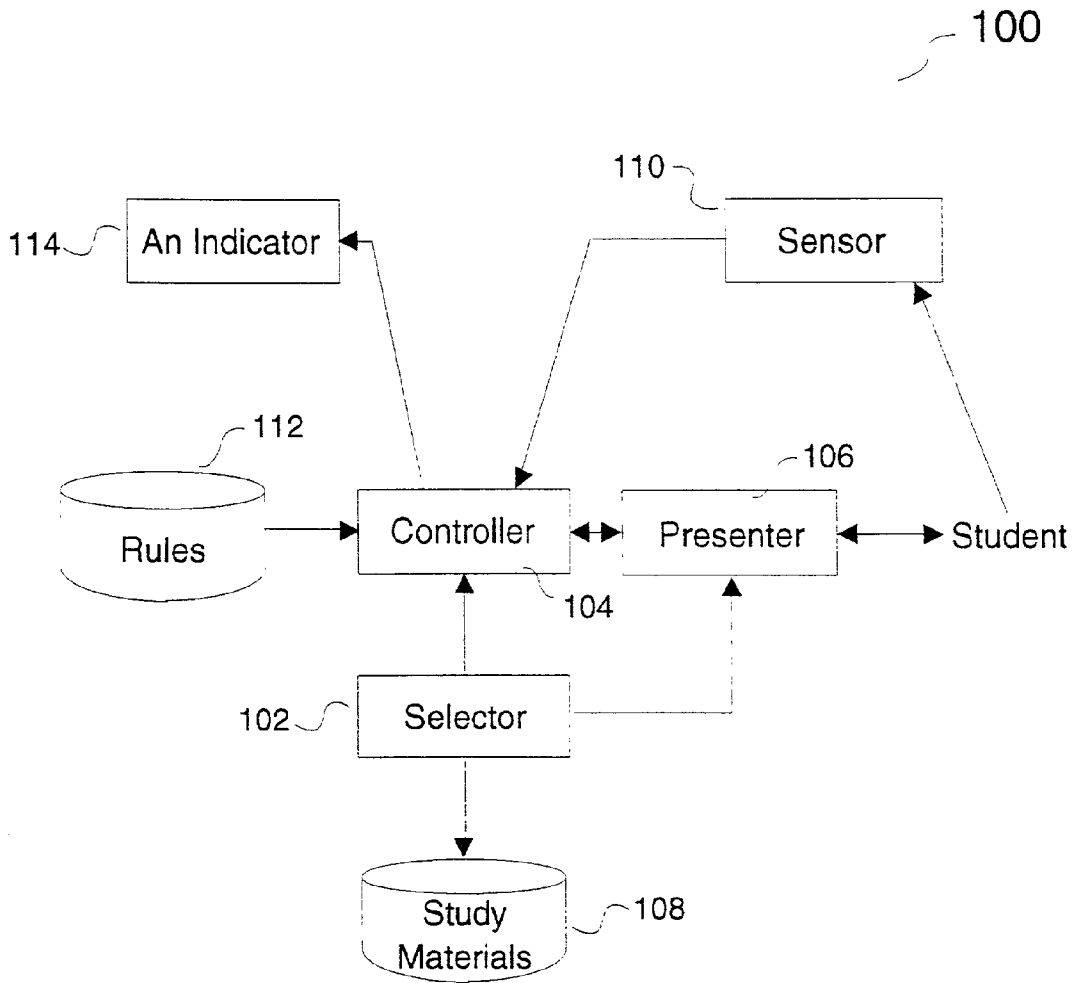 100
110
114
An Indicator
Sensor
112
106
Rules
Controller
Presenter
Student
104
102
Selector
Study
Materials
108